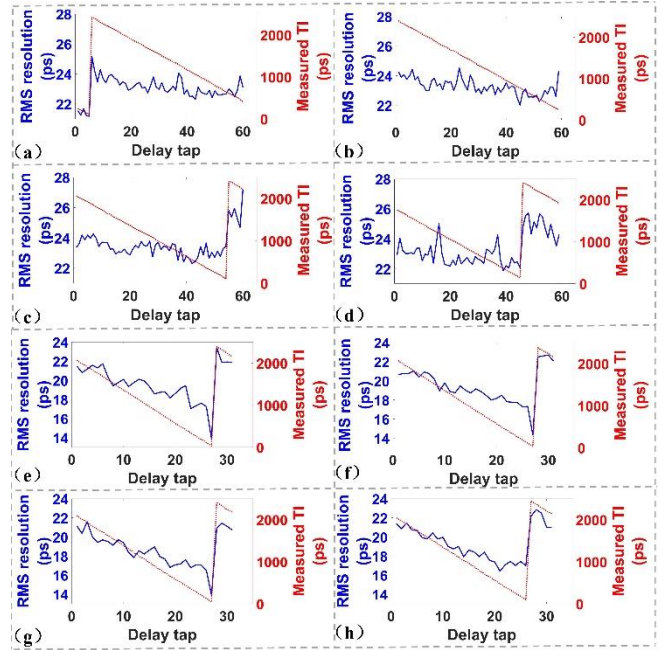 28 26 24 22
RMS resolution
(ps)
2000 1000 0
Measured TI
(ps)
0 20 40 60
Delay tap
(a)
28 26 24 22
RMS resolution
(ps)
2000 1000 0
Measured TI
(ps)
0 20 40 60
Delay tap
(b)
28 26 24 22
RMS resolution
(ps)
2000 1000 0
Measured TI
(ps)
0 20 40 60
Delay tap
(c)
28 26 24 22
RMS resolution
(ps)
2000 1000 0
Measured TI
(ps)
0 20 40 60
Delay tap
(d)
24 22 20 18 16 14
RMS resolution
(ps)
2000 1000 0
Measured TI
(ps)
0 10 20 30
Delay tap
(e)
24 22 20 18 16 14
RMS resolution
(ps)
2000 1000 0
Measured TI
(ps)
0 10 20 30
Delay tap
(f)
24 22 20 18 16 14
RMS resolution
(ps)
2000 1000 0
Measured TI
(ps)
0 10 20 30
Delay tap
(g)
24 22 20 18 16 14
RMS resolution
(ps)
2000 1000 0
Measured TI
(ps)
0 10 20 30
Delay tap
(h)